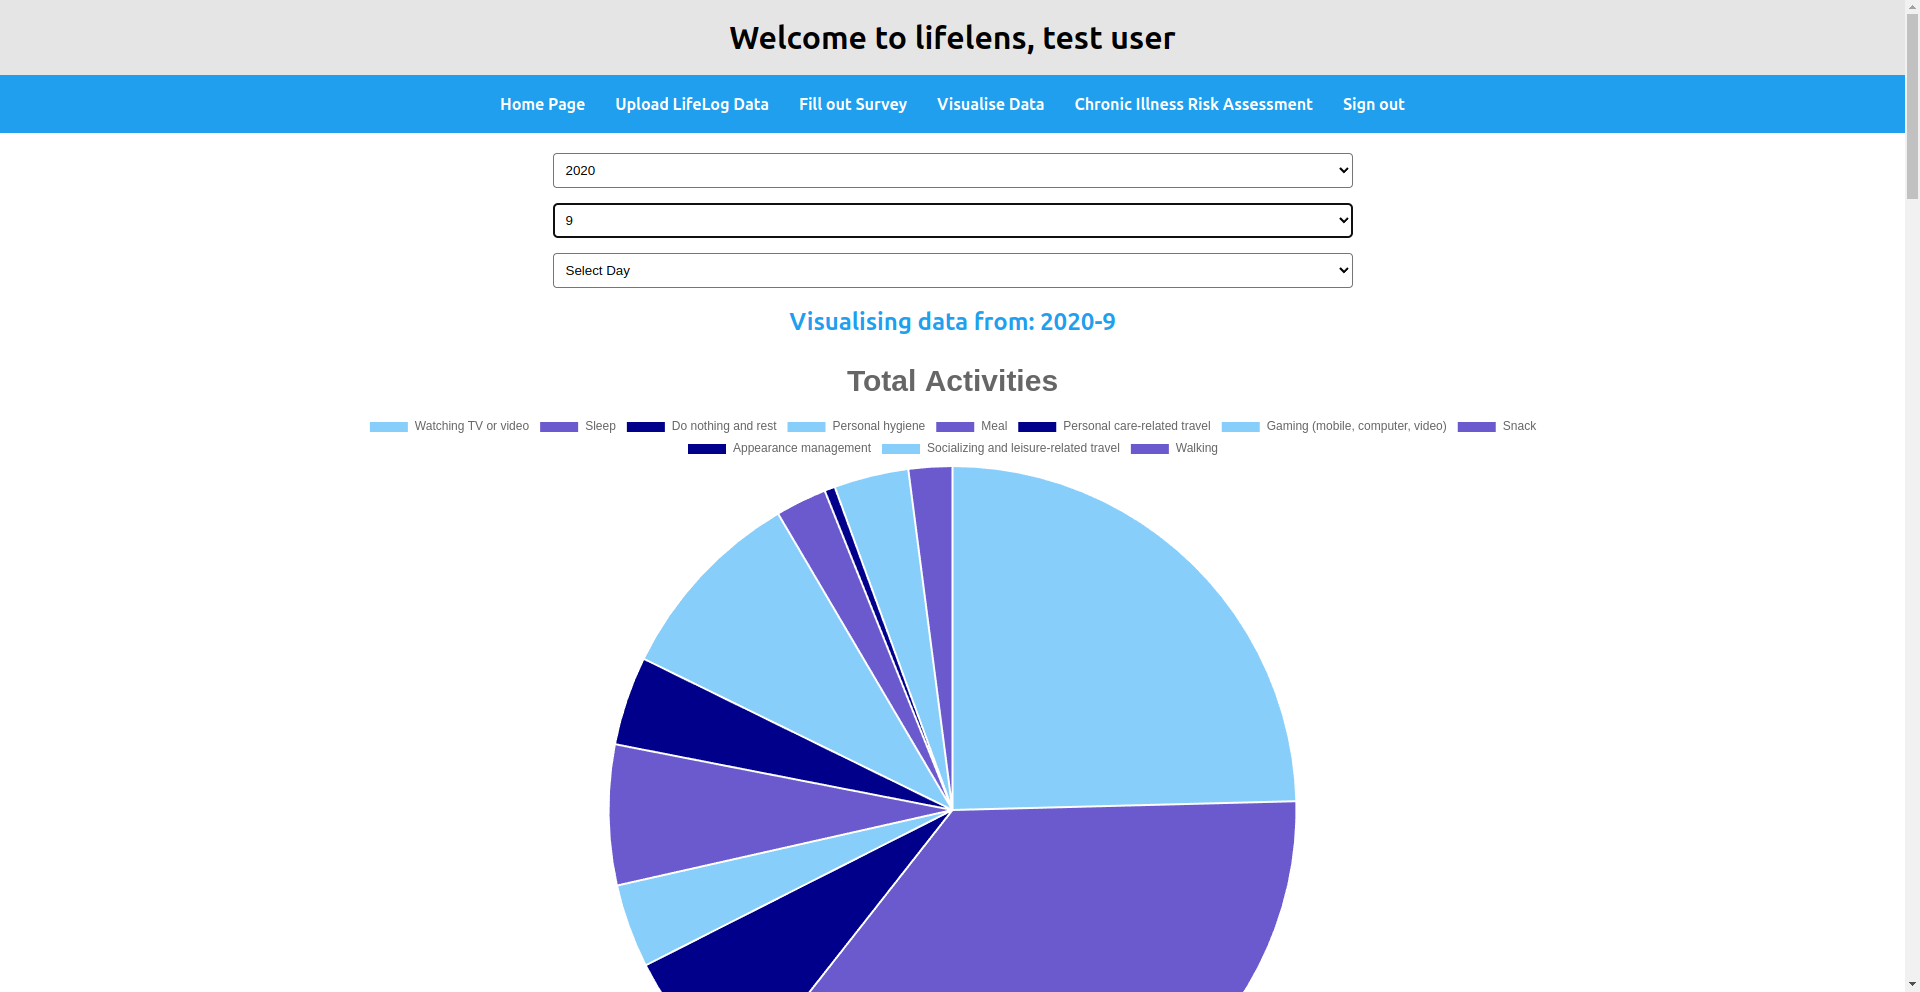 Welcome to lifelens, test user
Home Page Upload LifeLog Data Fill out Survey Visualise Data Chronic Illness Risk Assessment Sign out
2020
9
Select Day
Visualising data from: 2020-9
Total Activities
Watching TV or video Sleep Do nothing and rest Personal hygiene Meal Personal care-related travel Gaming (mobile, computer, video) Snack
Appearance management Socializing and leisure-related travel Walking